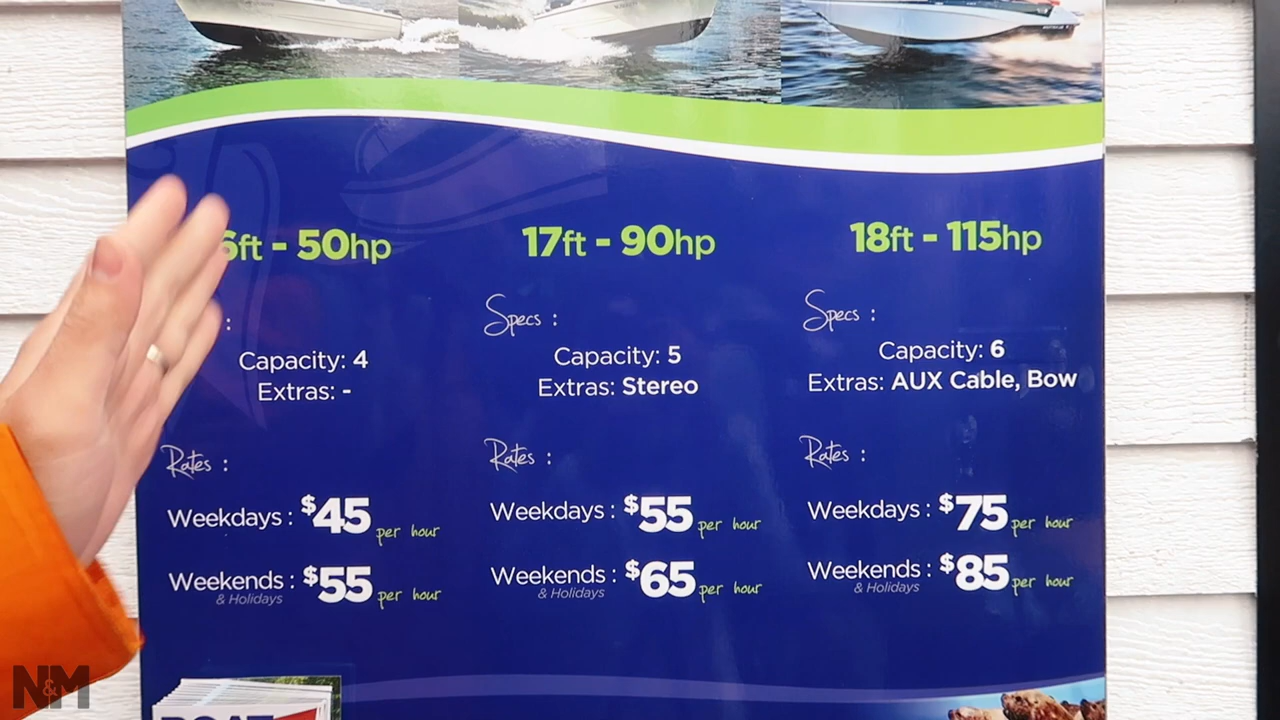 6ft - 50hp
:
Capacity: 4
Extras: -
Rates :
Weekdays : $45 per hour
Weekends : $55 per hour
& Holidays
17ft - 90hp
Specs :
Capacity: 5
Extras: Stereo
Rates :
Weekdays : $55 per hour
Weekends : $65 per hour
& Holidays
18ft - 115hp
Specs :
Capacity: 6
Extras: AUX Cable, Bow
Rates :
Weekdays : $75 per hour
Weekends : $85 per hour
& Holidays
N&M
BOAT